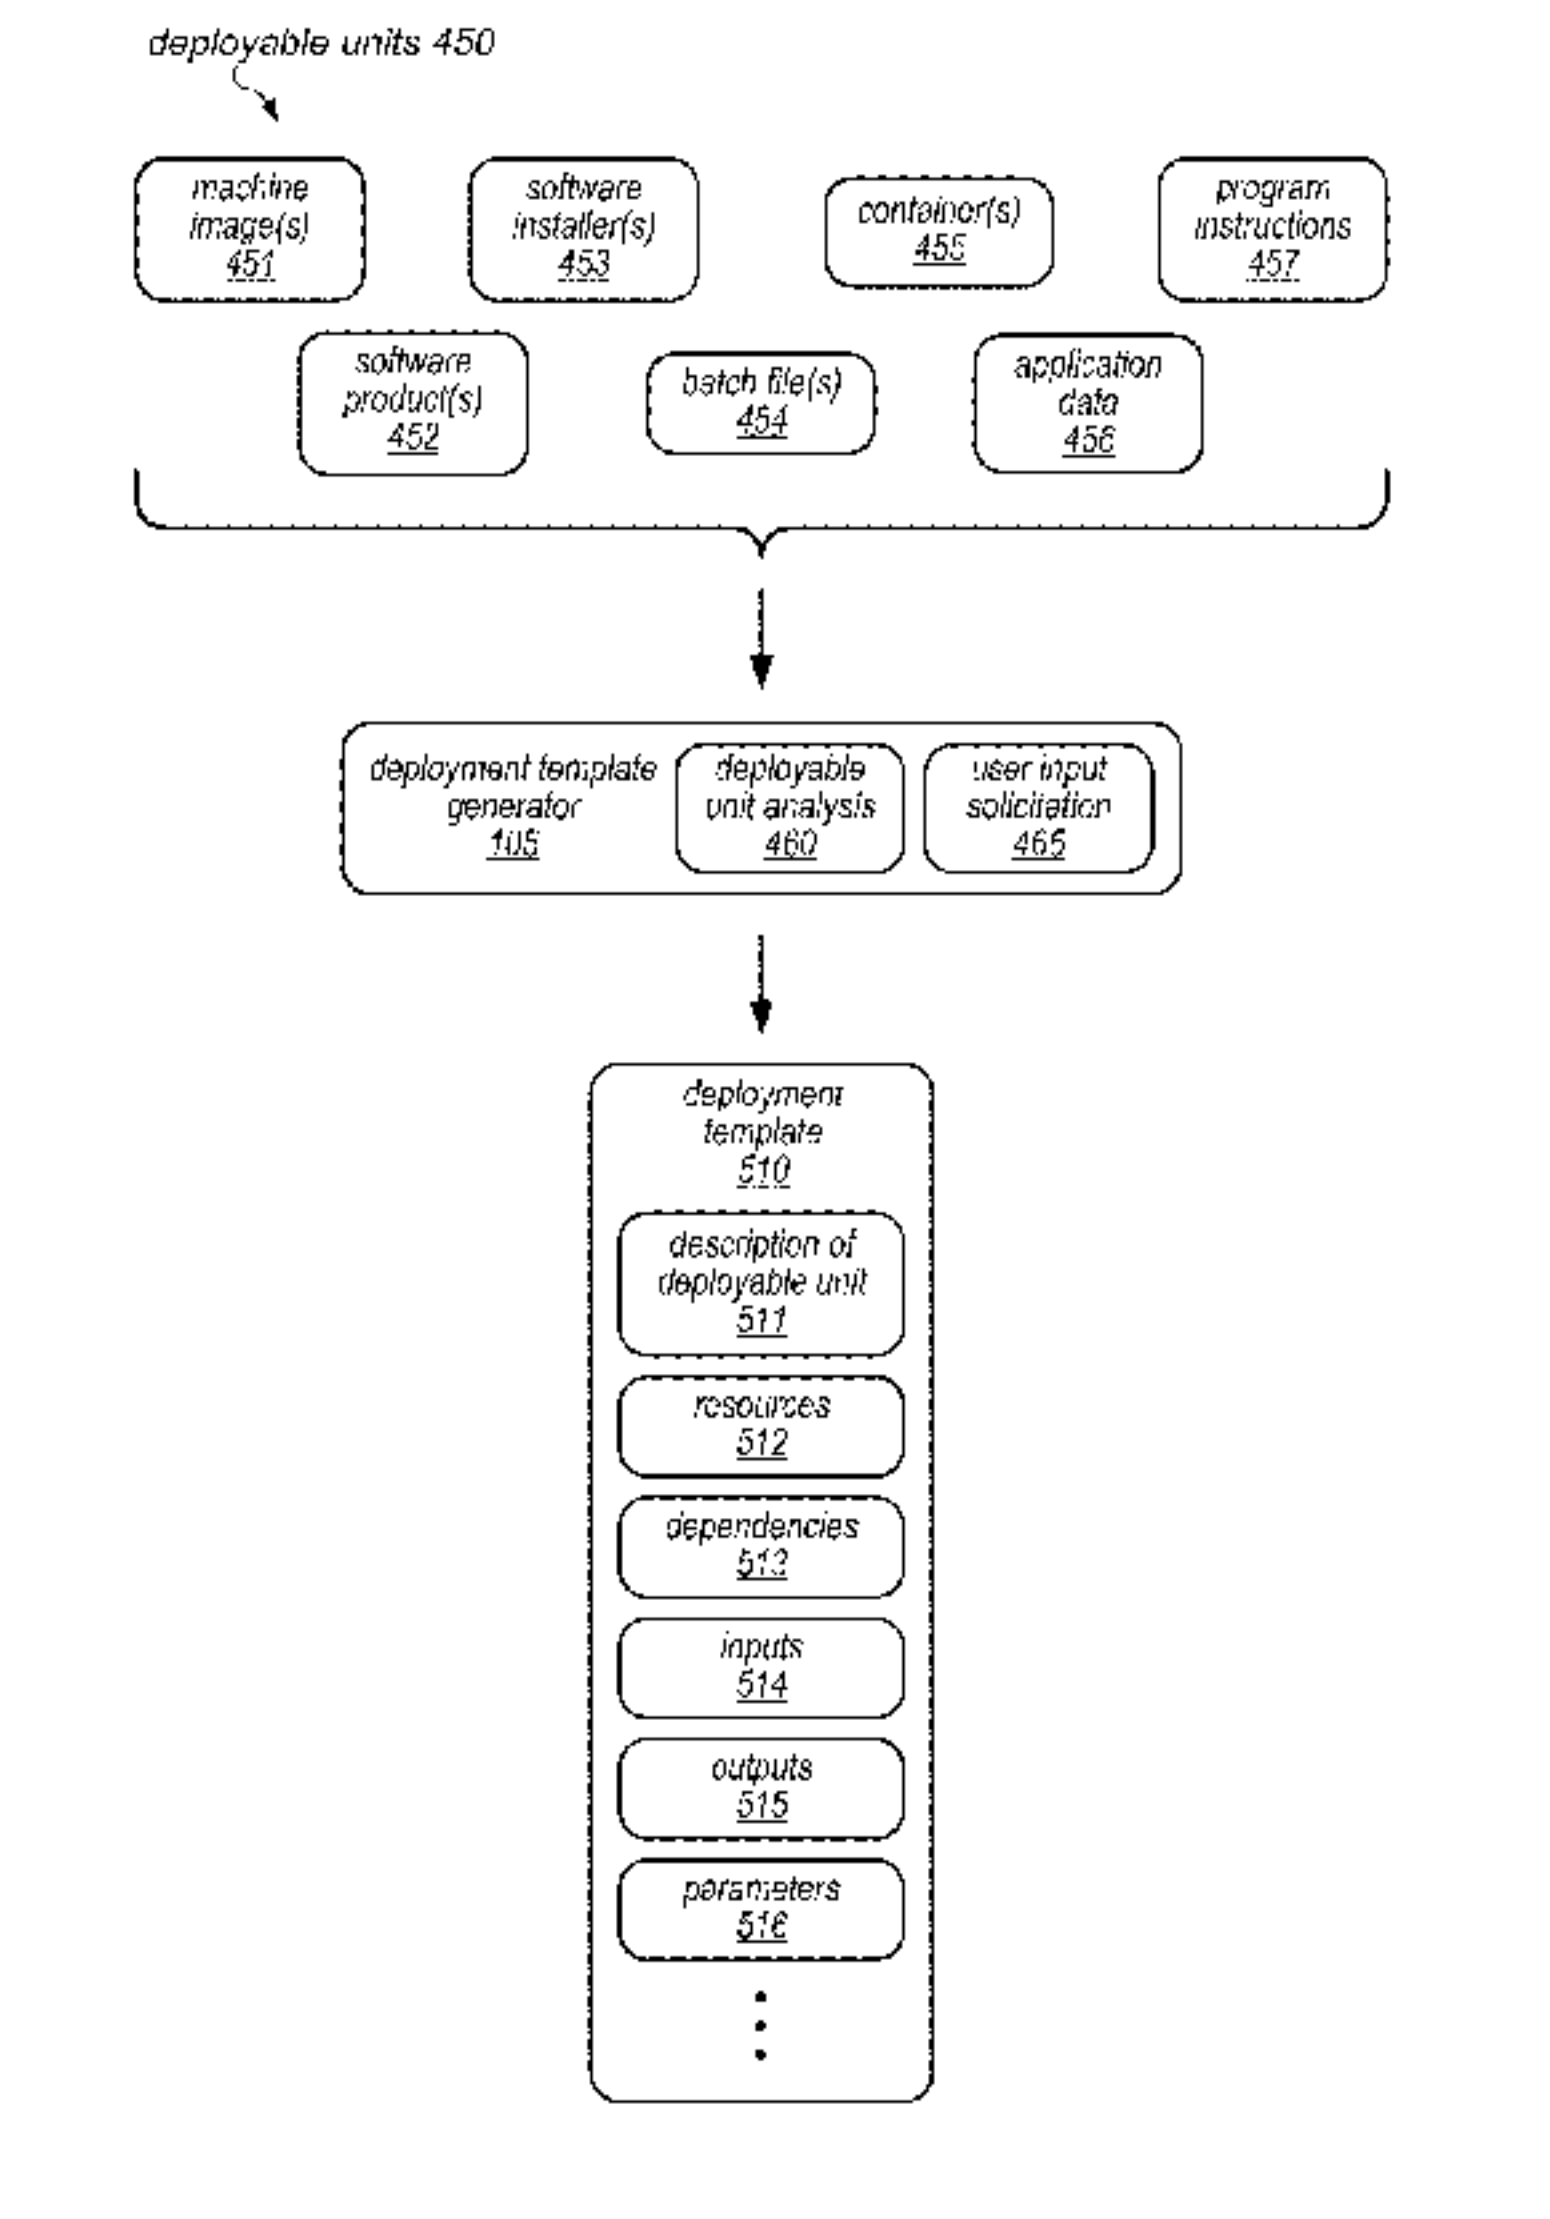 deployable units 450
machine
image(s)
451
software
installer(s)
453
container(s)
455
program
instructions
457
software
product(s)
452
batch file(s)
454
application
data
456
deployment template
generator
105
deployable
unit analysis
460
user input
solicitation
465
deployment
template
510
description of
deployable unit
511
resources
512
dependencies
513
inputs
514
outputs
515
parameters
516